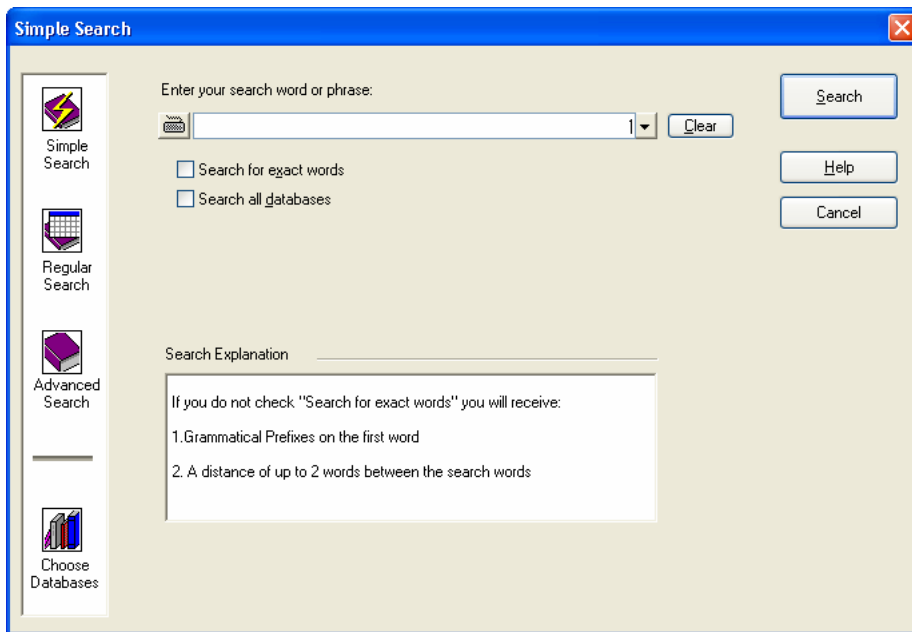 Simple Search
Simple
Search
Regular
Search
Advanced
Search
Choose
Databases
Enter your search word or phrase:
1
Clear
Search for exact words
Search all databases
Search
Help
Cancel
Search Explanation
If you do not check "Search for exact words" you will receive:
1.Grammatical Prefixes on the first word
2. A distance of up to 2 words between the search words